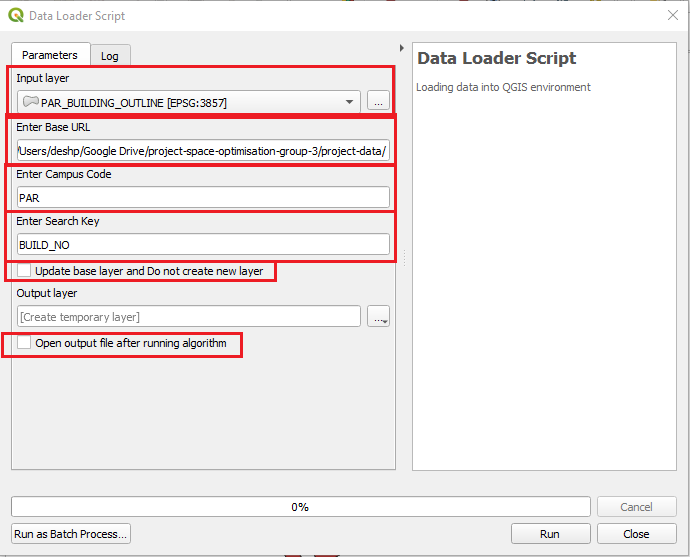 Data Loader Script
Parameters
Log
Input layer
PAR_BUILDING_OUTLINE [EPSG:3857]
...
Enter Base URL
/Users/deshp/Google Drive/project-space-optimisation-group-3/project-data/
Enter Campus Code
PAR
Enter Search Key
BUILD_NO
Update base layer and Do not create new layer
Output layer
[Create temporary layer]
...
Open output file after running algorithm
Data Loader Script
Loading data into QGIS environment
0%
Cancel
Run as Batch Process...
Run
Close